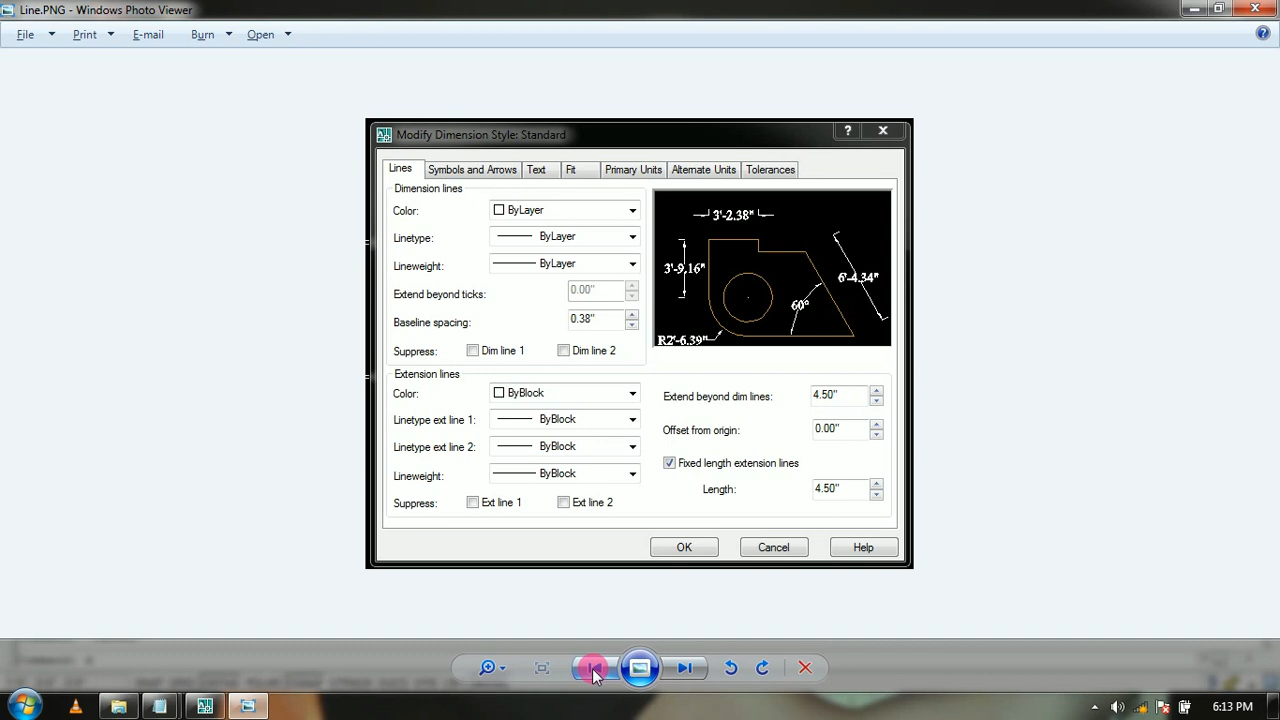 Line.PNG - Windows Photo Viewer
File Print E-mail Burn Open
Modify Dimension Style: Standard
Lines Symbols and Arrows Text Fit Primary Units Alternate Units Tolerances
Dimension lines
Color: ByLayer
Linetype: ByLayer
Lineweight: ByLayer
Extend beyond ticks: 0.00"
Baseline spacing: 0.38"
Suppress: Dim line 1 Dim line 2
3'-2.38"
3'-9.16"
6'-4.34"
60°
R2'-6.39"
Extension lines
Color: ByBlock
Linetype ext line 1: ByBlock
Linetype ext line 2: ByBlock
Lineweight: ByBlock
Suppress: Ext line 1 Ext line 2
Extend beyond dim lines: 4.50"
Offset from origin: 0.00"
Fixed length extension lines
Length: 4.50"
OK Cancel Help
6:13 PM